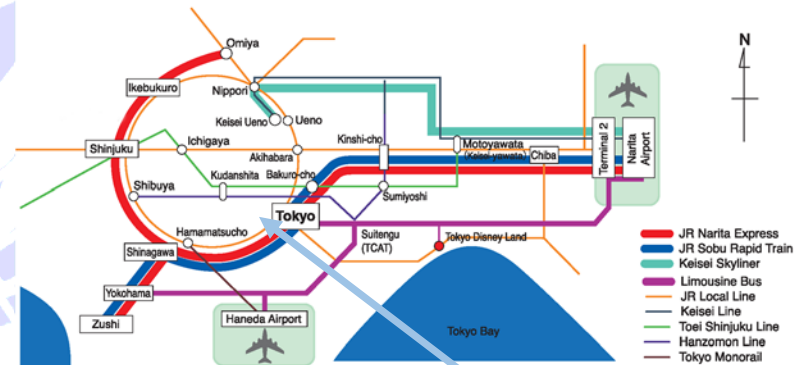 Omiya
N
Ikebukuro
Nippori
Keisei Ueno
Ueno
Kinshi-cho
Motoyawata
(Keisei-yawata)
Chiba
Terminal 2
Narita
Airport
Shinjuku
Ichigaya
Akihabara
Kudanshita
Bakuro-cho
Shibuya
Sumiyoshi
Tokyo
Hamamatsucho
Suitengu
(TCAT)
Tokyo Disney Land
Shinagawa
Yokohama
Zushi
Haneda Airport
Tokyo Bay
JR Narita Express
JR Sobu Rapid Train
Keisei Skyliner
Limousine Bus
JR Local Line
Keisei Line
Toei Shinjuku Line
Hanzomon Line
Tokyo Monorail